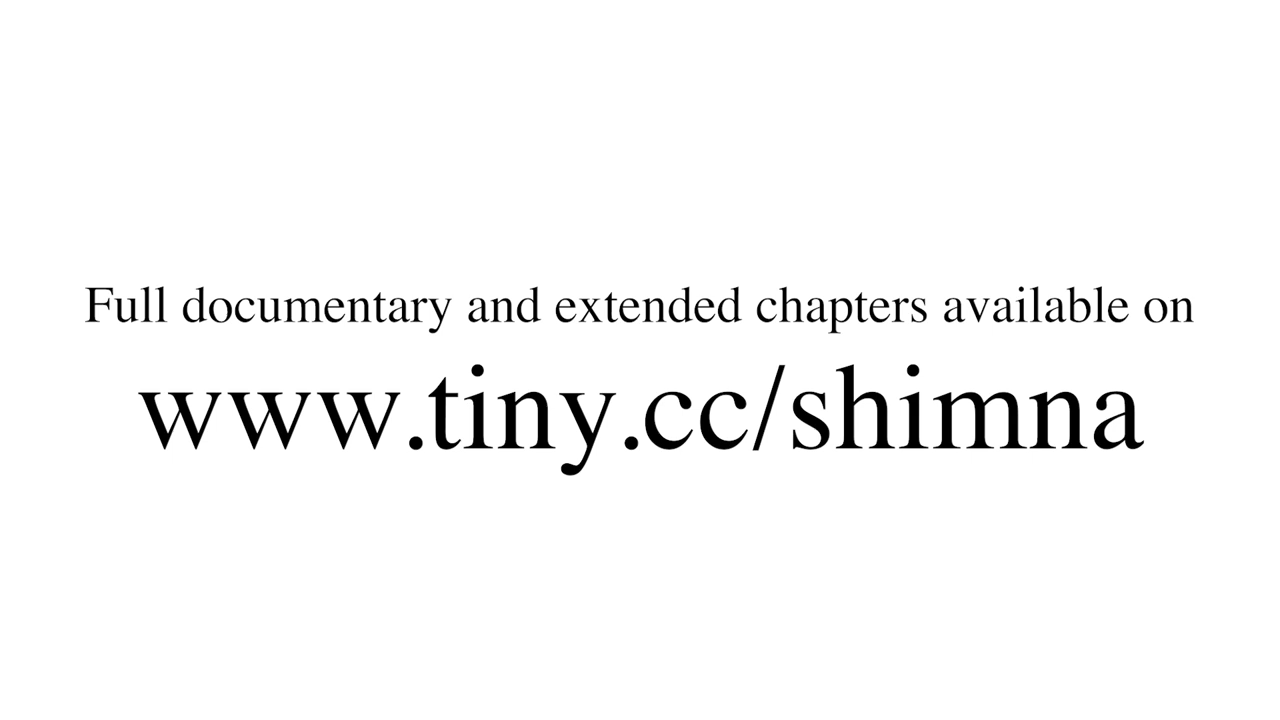 Full documentary and extended chapters available on
www.tiny.cc/shimna